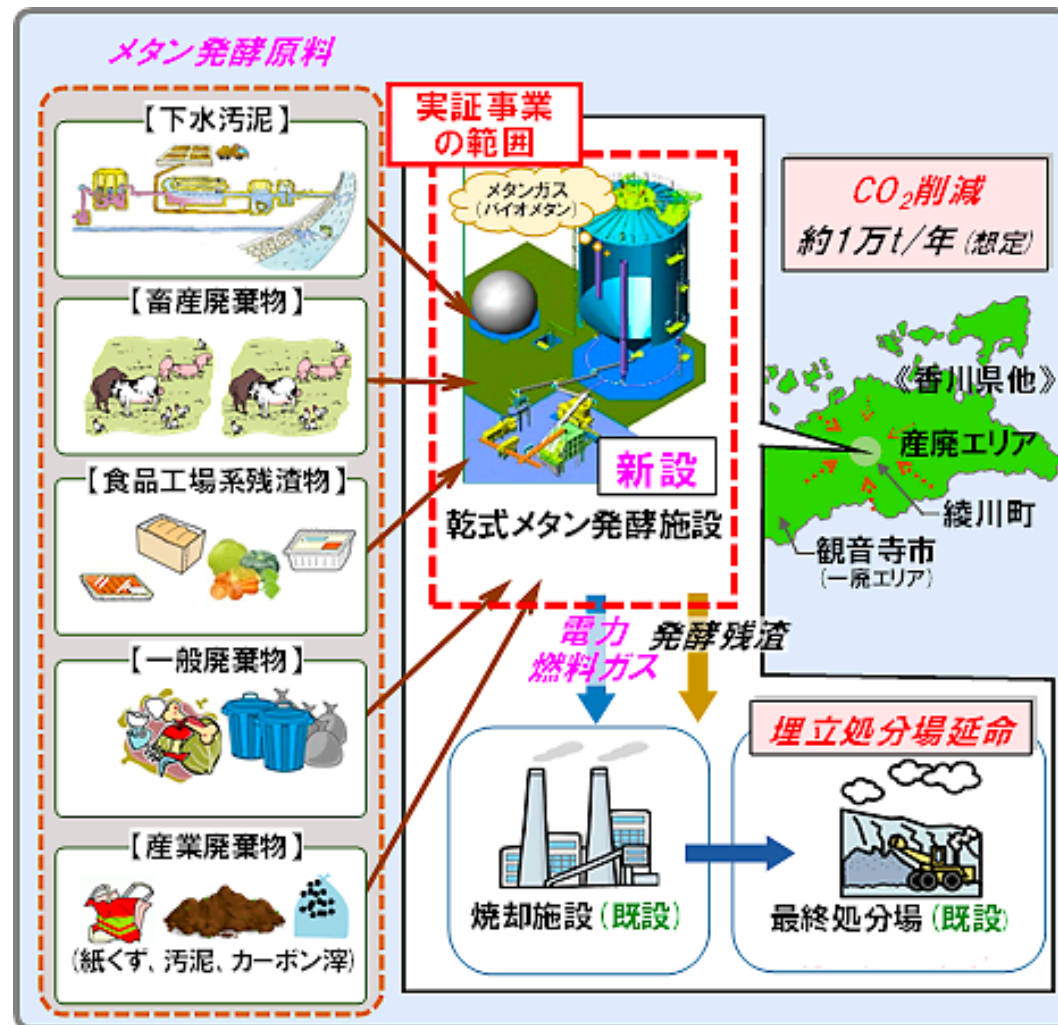 メタン発酵原料
【下水汚泥】
【畜産廃棄物】
【食品工場系残渣物】
【一般廃棄物】
【産業廃棄物】
(紙くず、汚泥、カーボン滓)
実証事業
の範囲
メタンガス
(バイオメタン)
新設
乾式メタン発酵施設
電力
燃料ガス
発酵残渣
CO₂削減
約1万t/年(想定)
《香川県他》
産廃エリア
綾川町
観音寺市
(一廃エリア)
焼却施設(既設)
埋立処分場延命
最終処分場(既設)